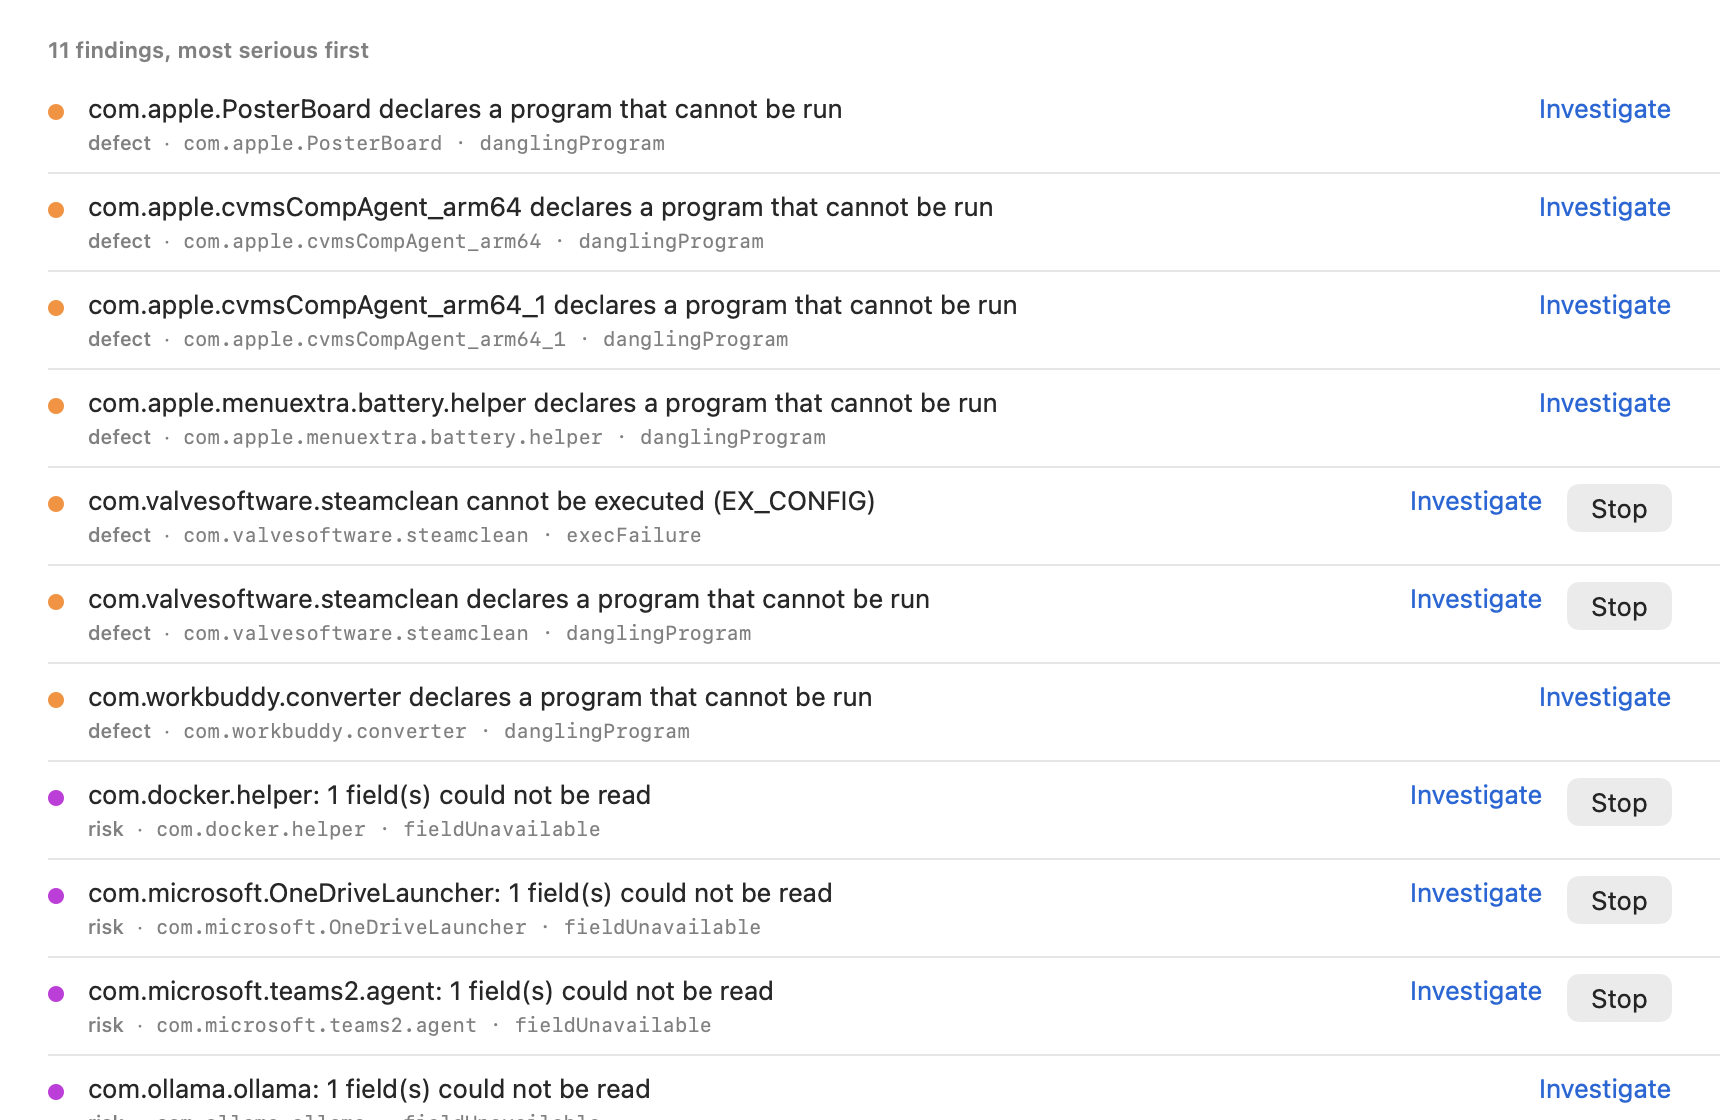 11 findings, most serious first
com.apple.PosterBoard declares a program that cannot be run
Investigate
defect · com.apple.PosterBoard · danglingProgram
com.apple.cvmsCompAgent_arm64 declares a program that cannot be run
Investigate
defect · com.apple.cvmsCompAgent_arm64 · danglingProgram
com.apple.cvmsCompAgent_arm64_1 declares a program that cannot be run
Investigate
defect · com.apple.cvmsCompAgent_arm64_1 · danglingProgram
com.apple.menuextra.battery.helper declares a program that cannot be run
Investigate
defect · com.apple.menuextra.battery.helper · danglingProgram
com.valvesoftware.steamclean cannot be executed (EX_CONFIG)
Investigate
Stop
defect · com.valvesoftware.steamclean · execFailure
com.valvesoftware.steamclean declares a program that cannot be run
Investigate
Stop
defect · com.valvesoftware.steamclean · danglingProgram
com.workbuddy.converter declares a program that cannot be run
Investigate
defect · com.workbuddy.converter · danglingProgram
com.docker.helper: 1 field(s) could not be read
Investigate
Stop
risk · com.docker.helper · fieldUnavailable
com.microsoft.OneDriveLauncher: 1 field(s) could not be read
Investigate
Stop
risk · com.microsoft.OneDriveLauncher · fieldUnavailable
com.microsoft.teams2.agent: 1 field(s) could not be read
Investigate
Stop
risk · com.microsoft.teams2.agent · fieldUnavailable
com.ollama.ollama: 1 field(s) could not be read
Investigate